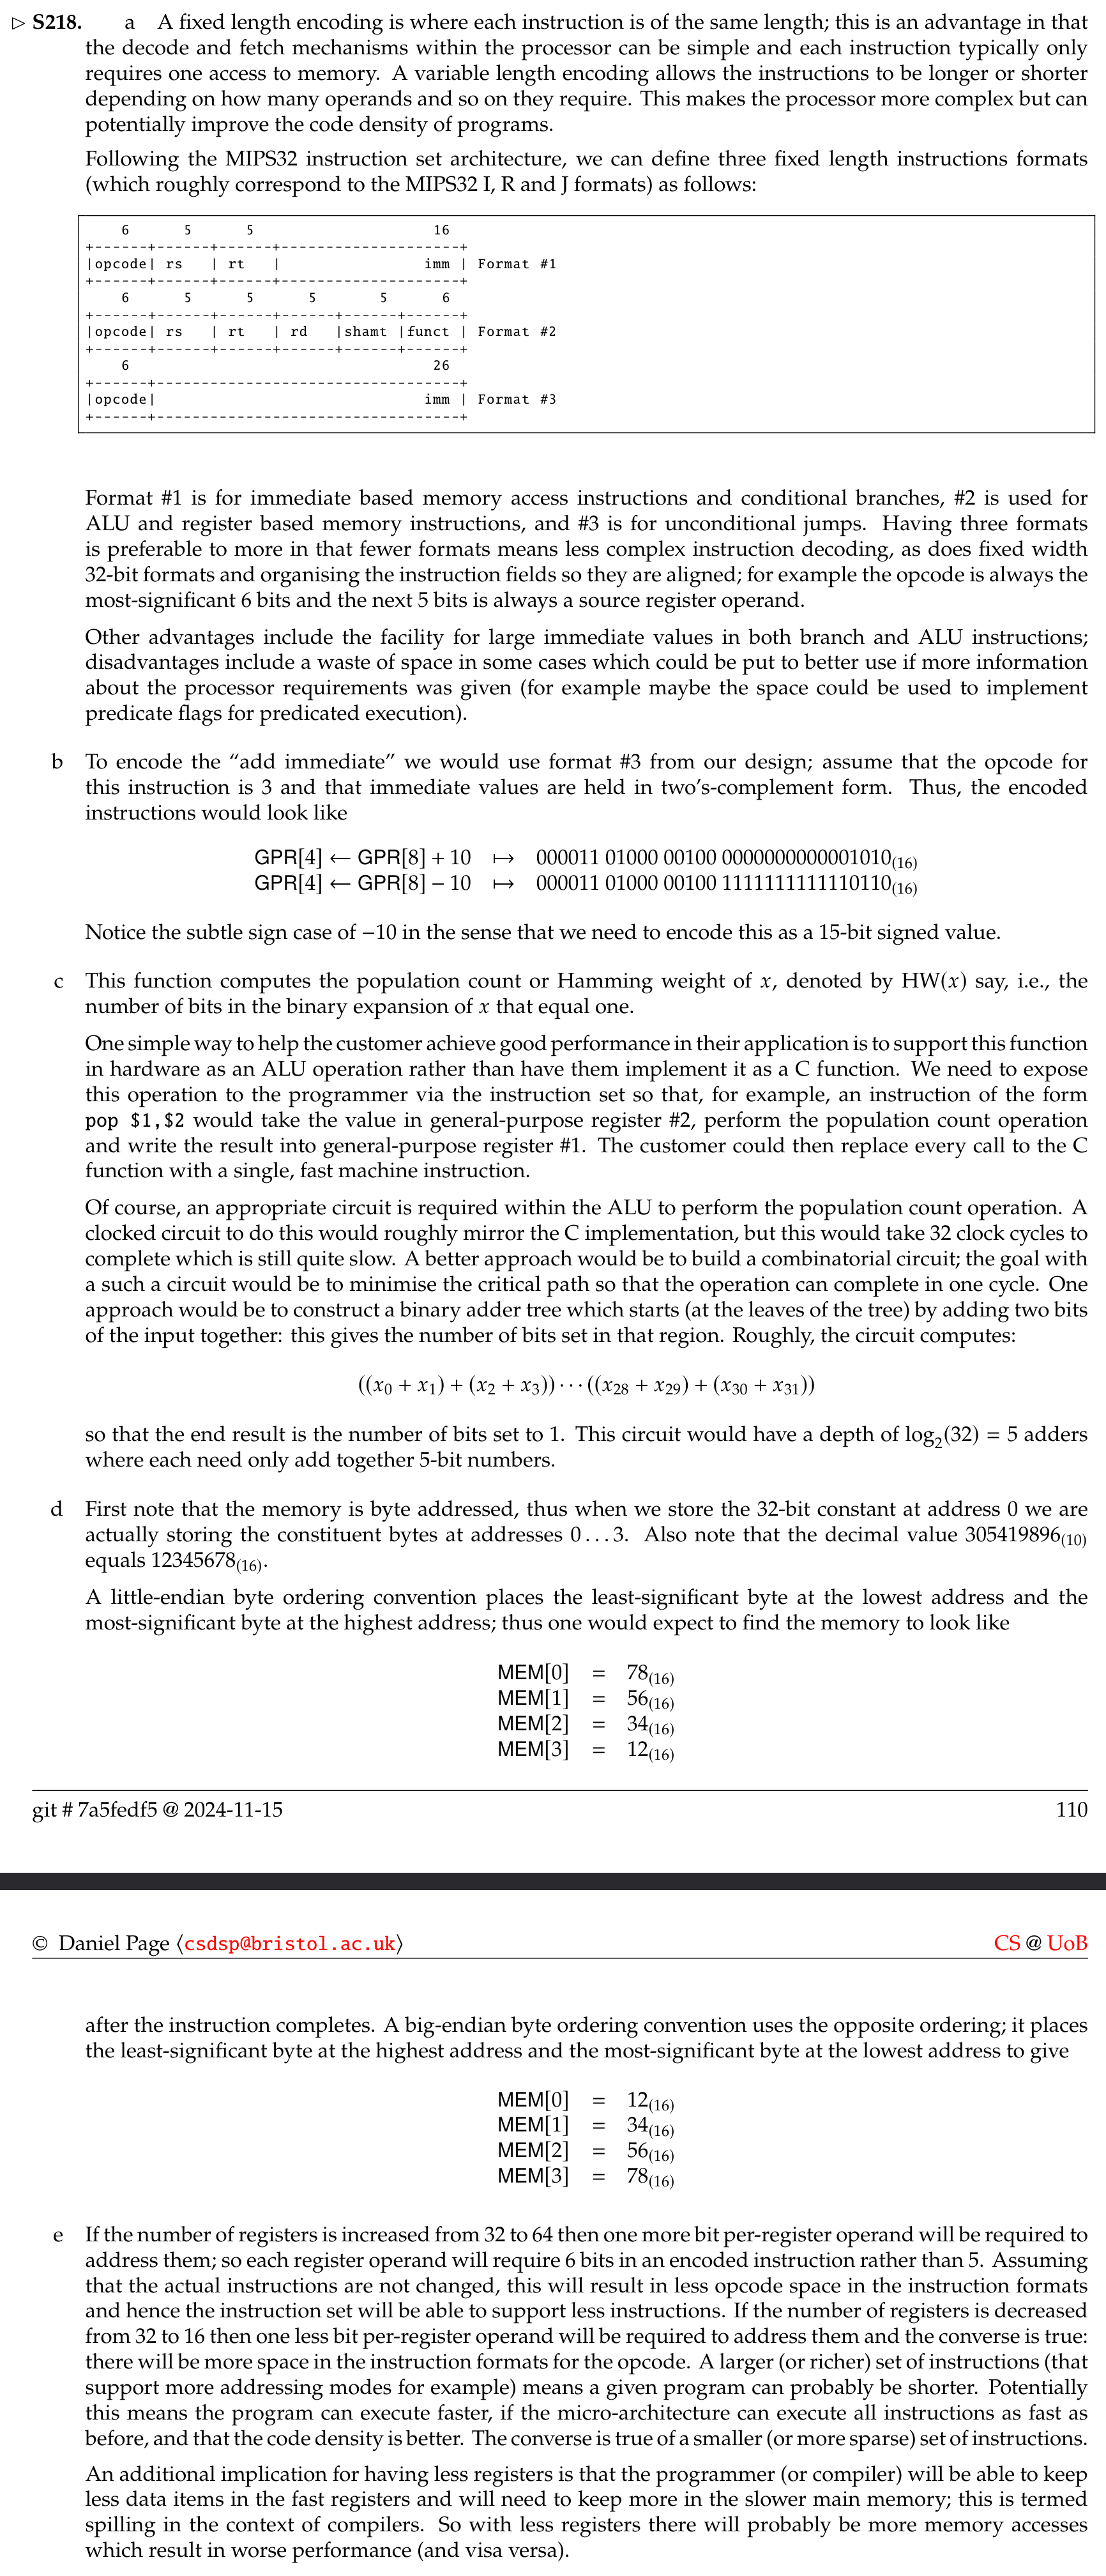 ▷ S218. a A fixed length encoding is where each instruction is of the same length; this is an advantage in that
the decode and fetch mechanisms within the processor can be simple and each instruction typically only
requires one access to memory. A variable length encoding allows the instructions to be longer or shorter
depending on how many operands and so on they require. This makes the processor more complex but can
potentially improve the code density of programs.
Following the MIPS32 instruction set architecture, we can define three fixed length instructions formats
(which roughly correspond to the MIPS32 I, R and J formats) as follows:
6 5 5 16
+------+------+------+--------------------+
|opcode| rs | rt | imm | Format #1
+------+------+------+--------------------+
6 5 5 5 5 6
+------+------+------+------+------+------+
|opcode| rs | rt | rd |shamt |funct | Format #2
+------+------+------+------+------+------+
6 26
+------+----------------------------------+
|opcode| imm | Format #3
+------+----------------------------------+
Format #1 is for immediate based memory access instructions and conditional branches, #2 is used for
ALU and register based memory instructions, and #3 is for unconditional jumps. Having three formats
is preferable to more in that fewer formats means less complex instruction decoding, as does fixed width
32-bit formats and organising the instruction fields so they are aligned; for example the opcode is always the
most-significant 6 bits and the next 5 bits is always a source register operand.
Other advantages include the facility for large immediate values in both branch and ALU instructions;
disadvantages include a waste of space in some cases which could be put to better use if more information
about the processor requirements was given (for example maybe the space could be used to implement
predicate flags for predicated execution).
b To encode the “add immediate” we would use format #3 from our design; assume that the opcode for
this instruction is 3 and that immediate values are held in two’s-complement form. Thus, the encoded
instructions would look like
GPR[4] ← GPR[8] + 10 ↦ 000011 01000 00100 0000000000001010(16)
GPR[4] ← GPR[8] − 10 ↦ 000011 01000 00100 1111111111110110(16)
Notice the subtle sign case of −10 in the sense that we need to encode this as a 15-bit signed value.
c This function computes the population count or Hamming weight of x, denoted by HW(x) say, i.e., the
number of bits in the binary expansion of x that equal one.
One simple way to help the customer achieve good performance in their application is to support this function
in hardware as an ALU operation rather than have them implement it as a C function. We need to expose
this operation to the programmer via the instruction set so that, for example, an instruction of the form
pop $1,$2 would take the value in general-purpose register #2, perform the population count operation
and write the result into general-purpose register #1. The customer could then replace every call to the C
function with a single, fast machine instruction.
Of course, an appropriate circuit is required within the ALU to perform the population count operation. A
clocked circuit to do this would roughly mirror the C implementation, but this would take 32 clock cycles to
complete which is still quite slow. A better approach would be to build a combinatorial circuit; the goal with
a such a circuit would be to minimise the critical path so that the operation can complete in one cycle. One
approach would be to construct a binary adder tree which starts (at the leaves of the tree) by adding two bits
of the input together: this gives the number of bits set in that region. Roughly, the circuit computes:
((x0 + x1) + (x2 + x3)) · · · ((x28 + x29) + (x30 + x31))
so that the end result is the number of bits set to 1. This circuit would have a depth of log2(32) = 5 adders
where each need only add together 5-bit numbers.
d First note that the memory is byte addressed, thus when we store the 32-bit constant at address 0 we are
actually storing the constituent bytes at addresses 0 . . . 3. Also note that the decimal value 305419896(10)
equals 12345678(16).
A little-endian byte ordering convention places the least-significant byte at the lowest address and the
most-significant byte at the highest address; thus one would expect to find the memory to look like
MEM[0] = 78(16)
MEM[1] = 56(16)
MEM[2] = 34(16)
MEM[3] = 12(16)
git # 7a5fedf5 @ 2024-11-15 110
© Daniel Page ⟨csdsp@bristol.ac.uk⟩ CS @ UoB
after the instruction completes. A big-endian byte ordering convention uses the opposite ordering; it places
the least-significant byte at the highest address and the most-significant byte at the lowest address to give
MEM[0] = 12(16)
MEM[1] = 34(16)
MEM[2] = 56(16)
MEM[3] = 78(16)
e If the number of registers is increased from 32 to 64 then one more bit per-register operand will be required to
address them; so each register operand will require 6 bits in an encoded instruction rather than 5. Assuming
that the actual instructions are not changed, this will result in less opcode space in the instruction formats
and hence the instruction set will be able to support less instructions. If the number of registers is decreased
from 32 to 16 then one less bit per-register operand will be required to address them and the converse is true:
there will be more space in the instruction formats for the opcode. A larger (or richer) set of instructions (that
support more addressing modes for example) means a given program can probably be shorter. Potentially
this means the program can execute faster, if the micro-architecture can execute all instructions as fast as
before, and that the code density is better. The converse is true of a smaller (or more sparse) set of instructions.
An additional implication for having less registers is that the programmer (or compiler) will be able to keep
less data items in the fast registers and will need to keep more in the slower main memory; this is termed
spilling in the context of compilers. So with less registers there will probably be more memory accesses
which result in worse performance (and visa versa).